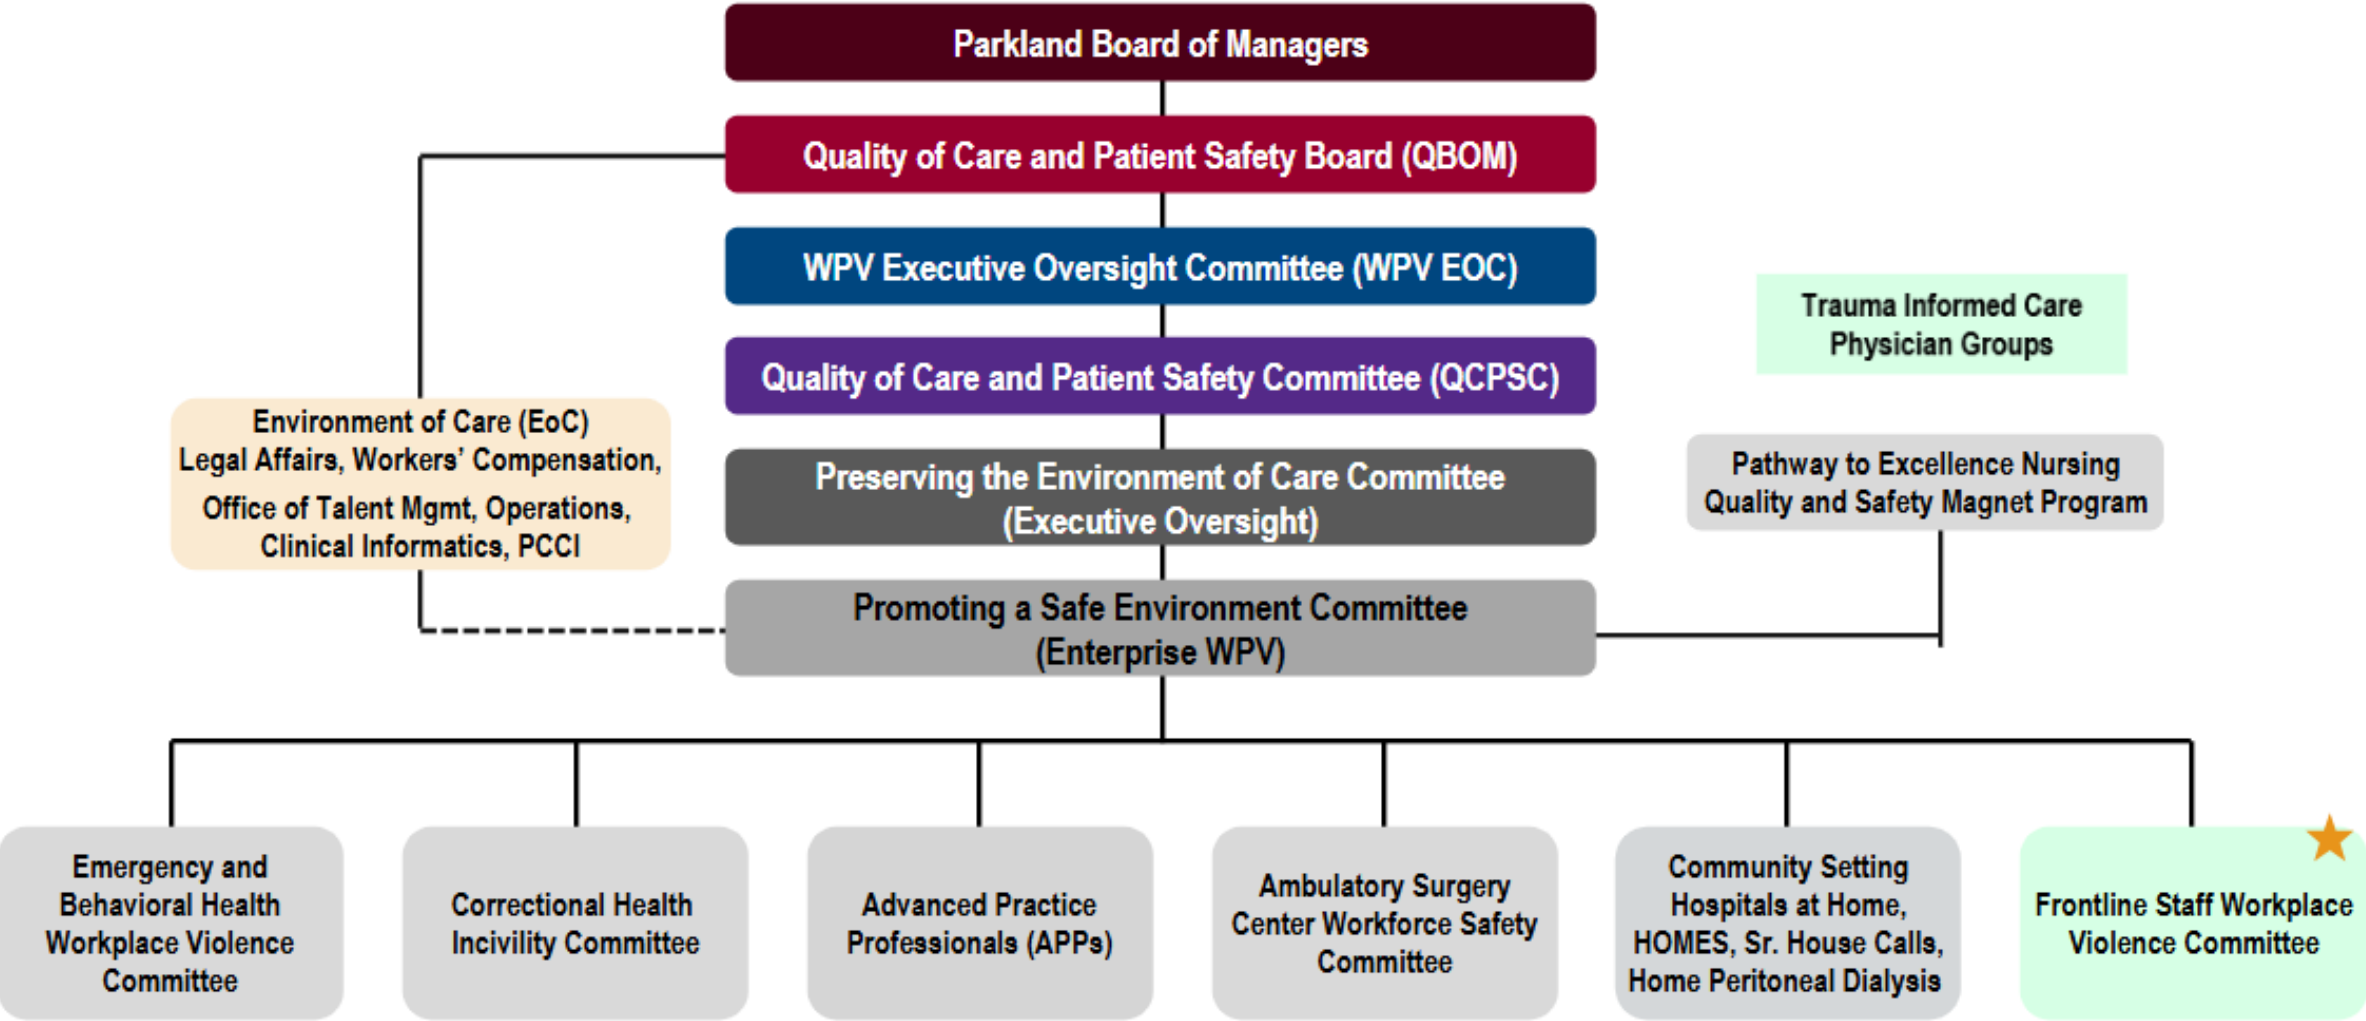 Parkland Board of Managers
Quality of Care and Patient Safety Board (QBOM)
WPV Executive Oversight Committee (WPV EOC)
Trauma Informed Care
Physician Groups
Quality of Care and Patient Safety Committee (QCPSC)
Environment of Care (EoC)
Legal Affairs, Workers’ Compensation,
Office of Talent Mgmt, Operations,
Clinical Informatics, PCCI
Preserving the Environment of Care Committee
(Executive Oversight)
Pathway to Excellence Nursing
Quality and Safety Magnet Program
Promoting a Safe Environment Committee
(Enterprise WPV)
Emergency and
Behavioral Health
Workplace Violence
Committee
Correctional Health
Incivility Committee
Advanced Practice
Professionals (APPs)
Ambulatory Surgery
Center Workforce Safety
Committee
Community Setting
Hospitals at Home,
HOMES, Sr. House Calls,
Home Peritoneal Dialysis
Frontline Staff Workplace
Violence Committee